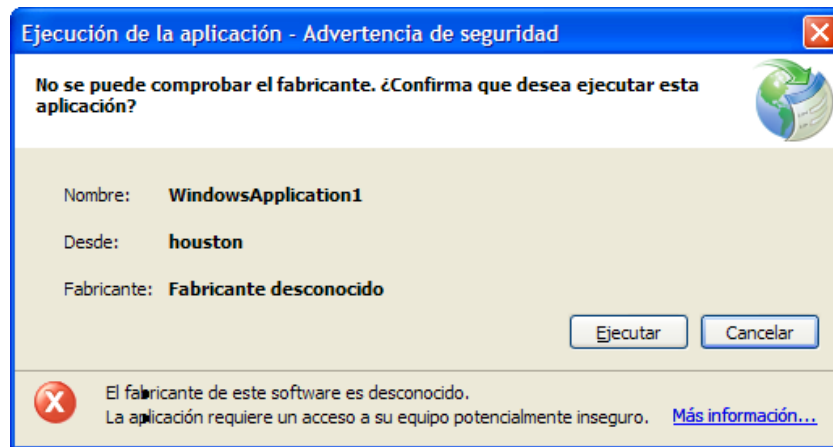 Ejecución de la aplicación - Advertencia de seguridad
No se puede comprobar el fabricante. ¿Confirma que desea ejecutar esta
aplicación?
Nombre: WindowsApplication1
Desde: houston
Fabricante: Fabricante desconocido
Ejecutar Cancelar
El fabricante de este software es desconocido.
La aplicación requiere un acceso a su equipo potencialmente inseguro. Más información...